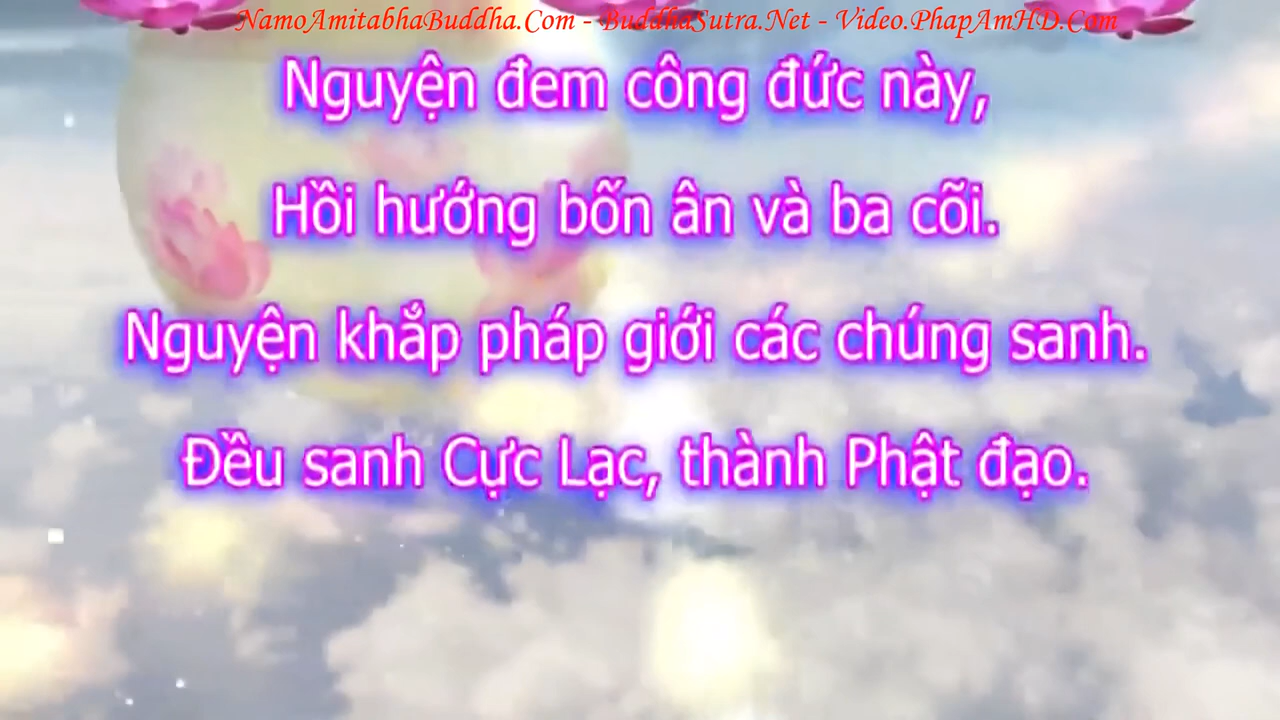 NamoAmitabhaBuddha.Com - BuddhaSutra.Net - Video.PhapAmHD.Com
Nguyện đem công đức này,
Hồi hướng bốn ân và ba cõi.
Nguyện khắp pháp giới các chúng sanh.
Đều sanh Cực Lạc, thành Phật đạo.